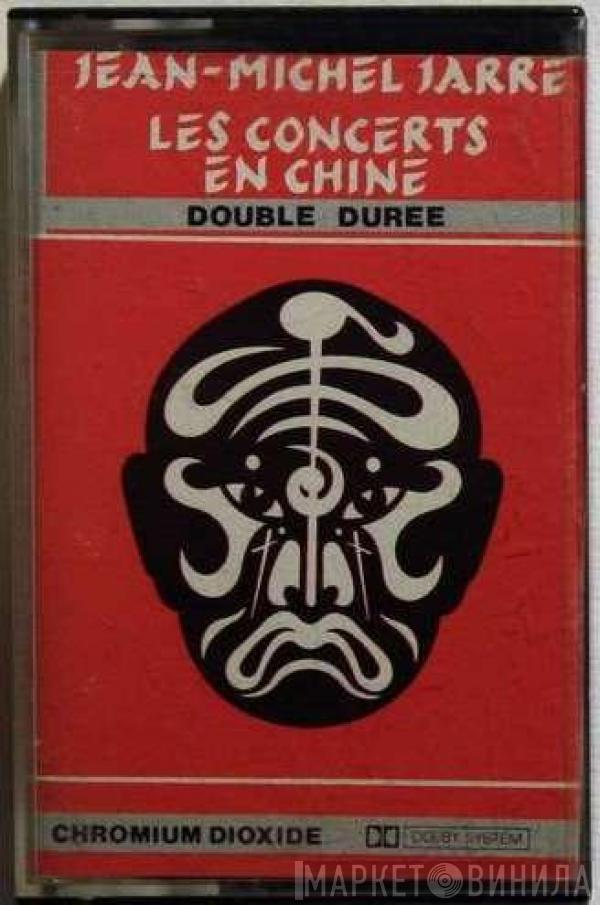 JEAN-MICHEL JARRE
LES CONCERTS
EN CHINE
DOUBLE DUREE
CHROMIUM DIOXIDE
DOLBY SYSTEM
МАРКЕТ ВИНИЛА